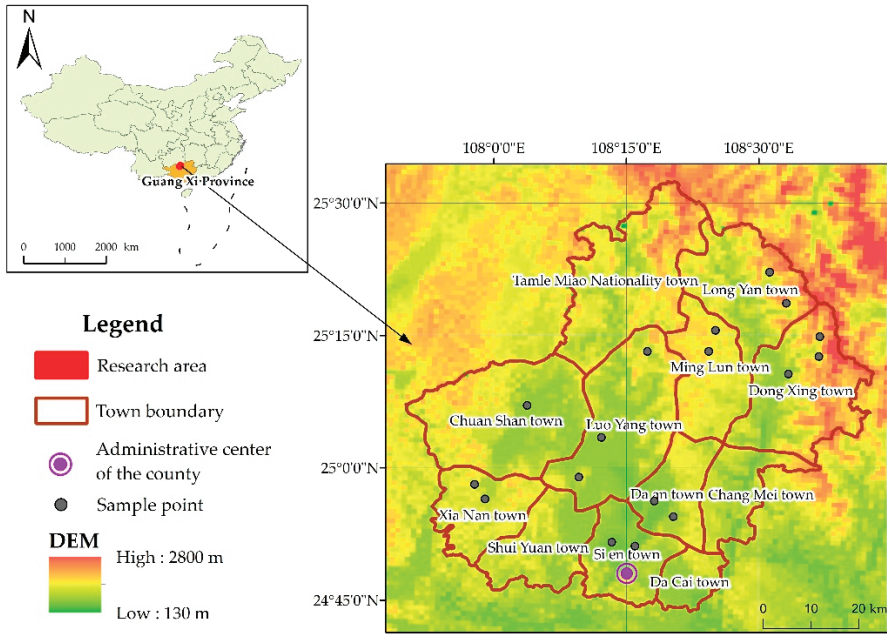 N
Guang Xi Province
0 1000 2000 km
Legend
Research area
Town boundary
Administrative center
of the county
Sample point
DEM
High : 2800 m
Low : 130 m
108°0'0"E 108°15'0"E 108°30'0"E
25°30'0"N
25°15'0"N
25°0'0"N
24°45'0"N
Tamle Miao Nationality town
Long Yan town
Ming Lun town
Dong Xing town
Chuan Shan town
Luo Yang town
Da an town
Chang Mei town
Xia Nan town
Shui Yuan town
Si en town
Da Cai town
0 10 20 km